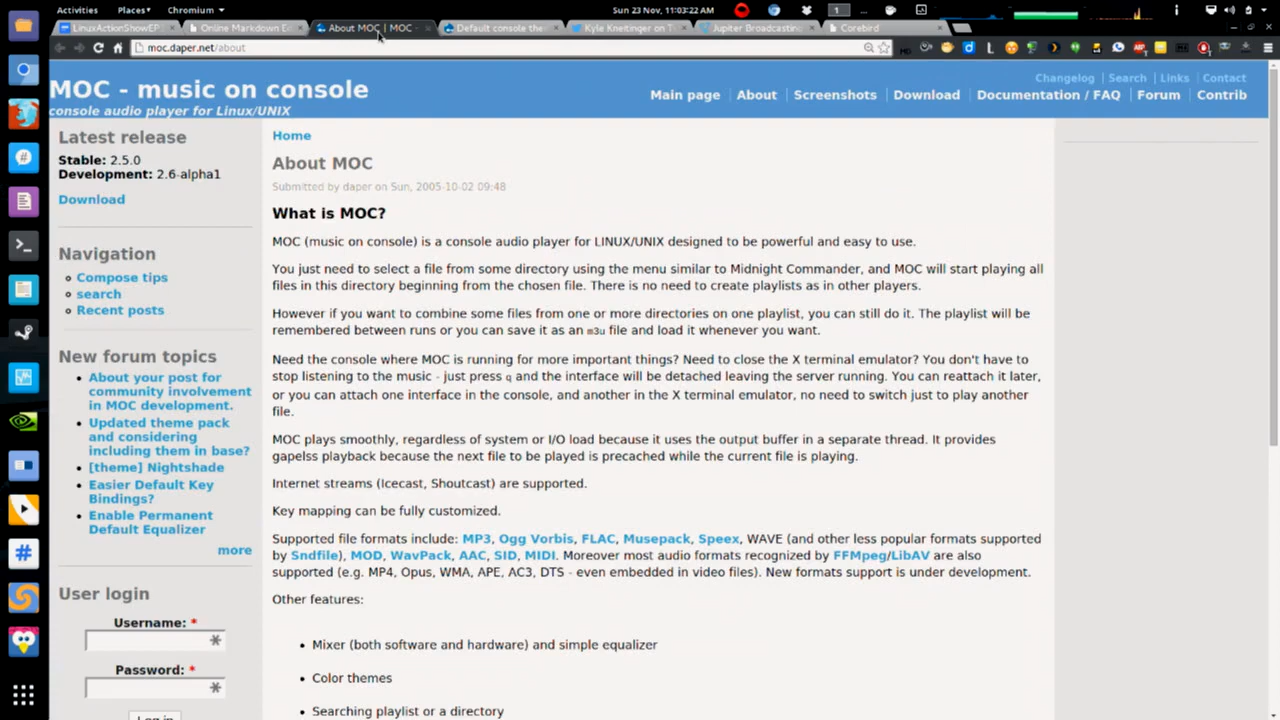 Activities Places Chromium Sun 23 Nov, 11:03:22 AM 1
LinuxActionShowEP Online Markdown E About MOC | MOC - Default console the Kyle Kneitinger on T Jupiter Broadcasting Corebird
moc.daper.net/about
MOC - music on console
console audio player for Linux/UNIX
Changelog | Search | Links | Contact
Main page About Screenshots Download Documentation / FAQ Forum Contrib
Latest release
Stable: 2.5.0
Development: 2.6-alpha1
Download
Navigation
Compose tips
search
Recent posts
New forum topics
About your post for
community involvement
in MOC development.
Updated theme pack
and considering
including them in base?
[theme] Nightshade
Easier Default Key
Bindings?
Enable Permanent
Default Equalizer
more
User login
Username: *
Password: *
Log in
Home
About MOC
Submitted by daper on Sun, 2005-10-02 09:48
What is MOC?
MOC (music on console) is a console audio player for LINUX/UNIX designed to be powerful and easy to use.
You just need to select a file from some directory using the menu similar to Midnight Commander, and MOC will start playing all
files in this directory beginning from the chosen file. There is no need to create playlists as in other players.
However if you want to combine some files from one or more directories on one playlist, you can still do it. The playlist will be
remembered between runs or you can save it as an m3u file and load it whenever you want.
Need the console where MOC is running for more important things? Need to close the X terminal emulator? You don't have to
stop listening to the music - just press q and the interface will be detached leaving the server running. You can reattach it later,
or you can attach one interface in the console, and another in the X terminal emulator, no need to switch just to play another
file.
MOC plays smoothly, regardless of system or I/O load because it uses the output buffer in a separate thread. It provides
gapelss playback because the next file to be played is precached while the current file is playing.
Internet streams (Icecast, Shoutcast) are supported.
Key mapping can be fully customized.
Supported file formats include: MP3, Ogg Vorbis, FLAC, Musepack, Speex, WAVE (and other less popular formats supported
by Sndfile), MOD, WavPack, AAC, SID, MIDI. Moreover most audio formats recognized by FFMpeg/LibAV are also
supported (e.g. MP4, Opus, WMA, APE, AC3, DTS - even embedded in video files). New formats support is under development.
Other features:
Mixer (both software and hardware) and simple equalizer
Color themes
Searching playlist or a directory